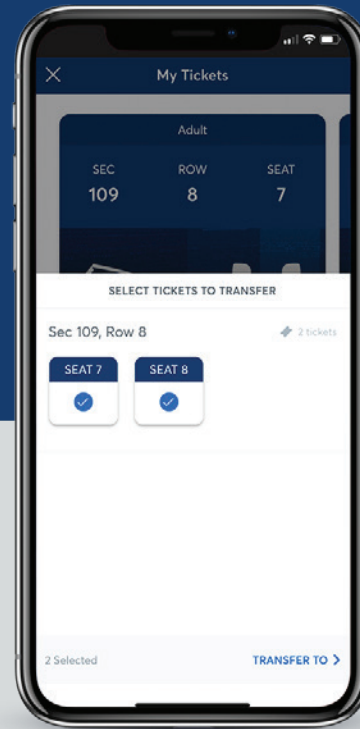 My Tickets
Adult
SEC ROW SEAT
109 8 7
SELECT TICKETS TO TRANSFER
Sec 109, Row 8 2 tickets
SEAT 7 SEAT 8
2 Selected TRANSFER TO